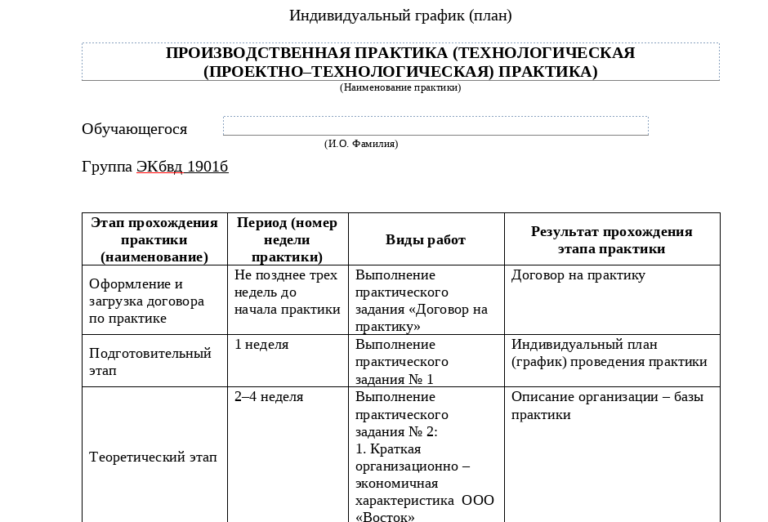 Индивидуальный график (план)
ПРОИЗВОДСТВЕННАЯ ПРАКТИКА (ТЕХНОЛОГИЧЕСКАЯ
(ПРОЕКТНО–ТЕХНОЛОГИЧЕСКАЯ) ПРАКТИКА)
(Наименование практики)
Обучающегося
(И.О. Фамилия)
Группа ЭКбвд 1901б
Этап прохождения
практики
(наименование)
Период (номер
недели
практики)
Виды работ
Результат прохождения
этапа практики
Оформление и
загрузка договора
по практике
Не позднее трех
недель до
начала практики
Выполнение
практического
задания «Договор на
практику»
Договор на практику
Подготовительный
этап
1 неделя
Выполнение
практического
задания № 1
Индивидуальный план
(график) проведения практики
Теоретический этап
2–4 неделя
Выполнение
практического
задания № 2:
1. Краткая
организационно –
экономичная
характеристика ООО
«Восток»
Описание организации – базы
практики